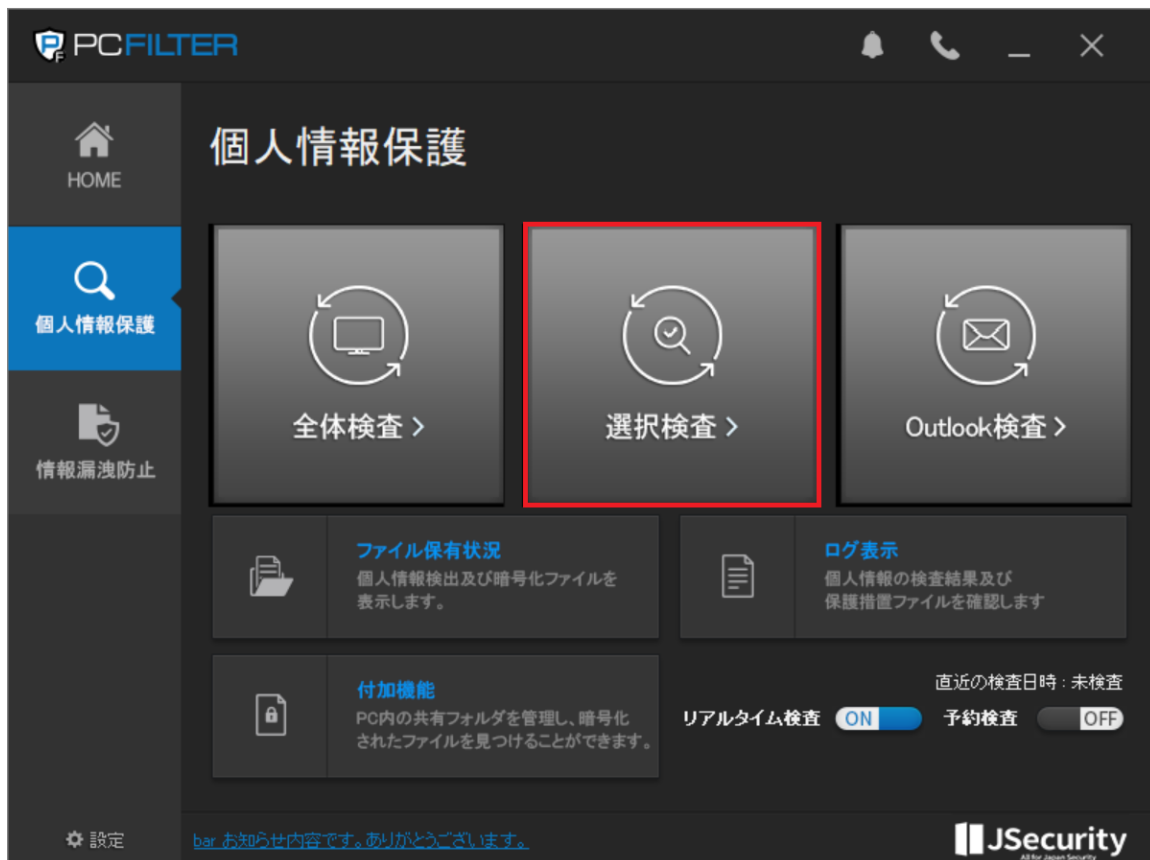 PCFILTER
HOME
個人情報保護
情報漏洩防止
設定
個人情報保護
全体検査 >
選択検査 >
Outlook検査 >
ファイル保有状況
個人情報検出及び暗号化ファイルを
表示します。
ログ表示
個人情報の検査結果及び
保護措置ファイルを確認します
付加機能
PC内の共有フォルダを管理し、暗号化
されたファイルを見つけることができます。
直近の検査日時 : 未検査
リアルタイム検査 ON 予約検査 OFF
bar お知らせ内容です。ありがとうございます。
JSecurity
All for Japan Security